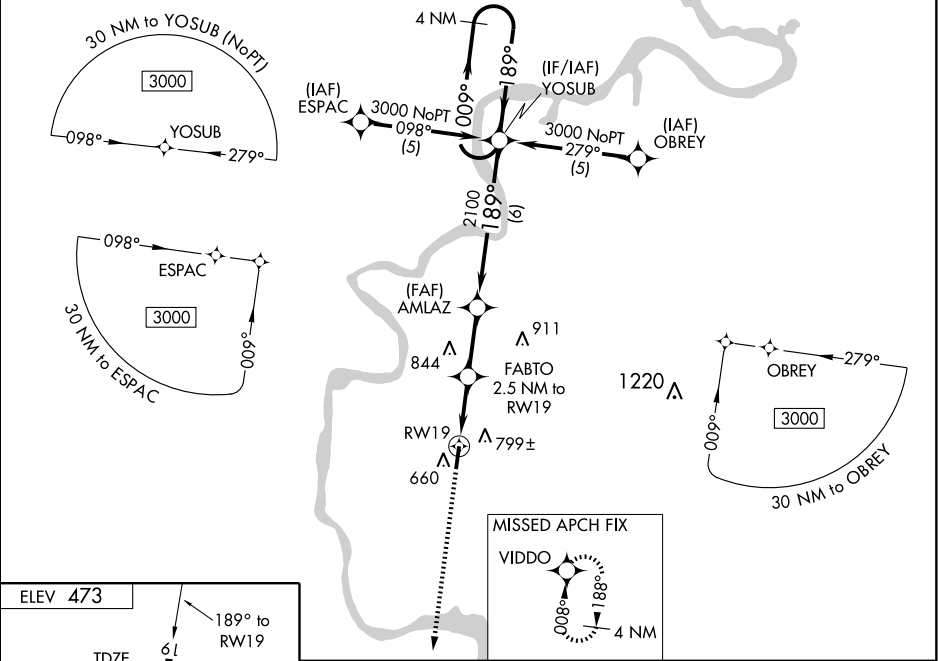 30 NM to YOSUB (NoPT)
3000
098°
YOSUB
279°
4 NM
009°
189°
(IF/IAF)
YOSUB
(IAF)
ESPAC
3000 NoPT
098°
(5)
3000 NoPT
279°
(5)
(IAF)
OBREY
2100
189°
(6)
098°
ESPAC
3000
009°
30 NM to ESPAC
(FAF)
AMLAZ
911
844
FABTO
2.5 NM to
RW19
1220
RW19
799±
660
OBREY
279°
3000
009°
30 NM to OBREY
MISSED APCH FIX
VIDDO
008°
188°
4 NM
ELEV 473
189° to
RW19
TDZE
19